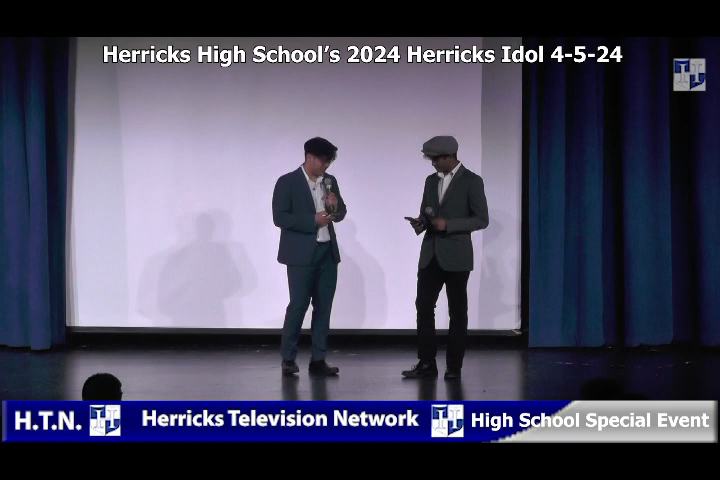 Herricks High School's 2024 Herricks Idol 4-5-24
H.T.N.
Herricks Television Network
High School Special Event